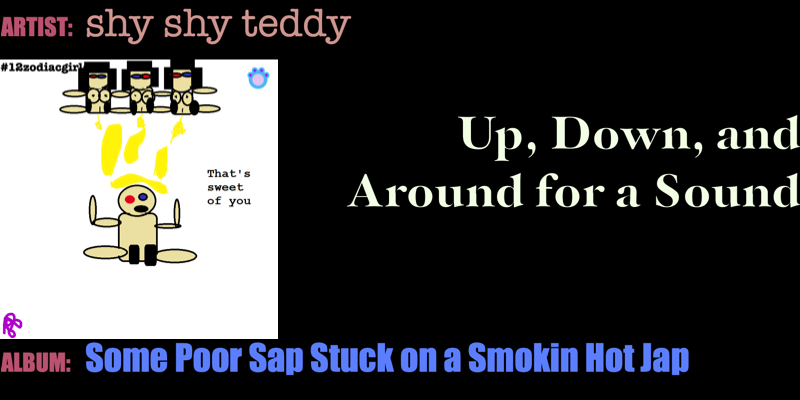 ARTIST: shy shy teddy
#12zodiacgirl
That's
sweet
of you
Up, Down, and
Around for a Sound
ALBUM: Some Poor Sap Stuck on a Smokin Hot Jap